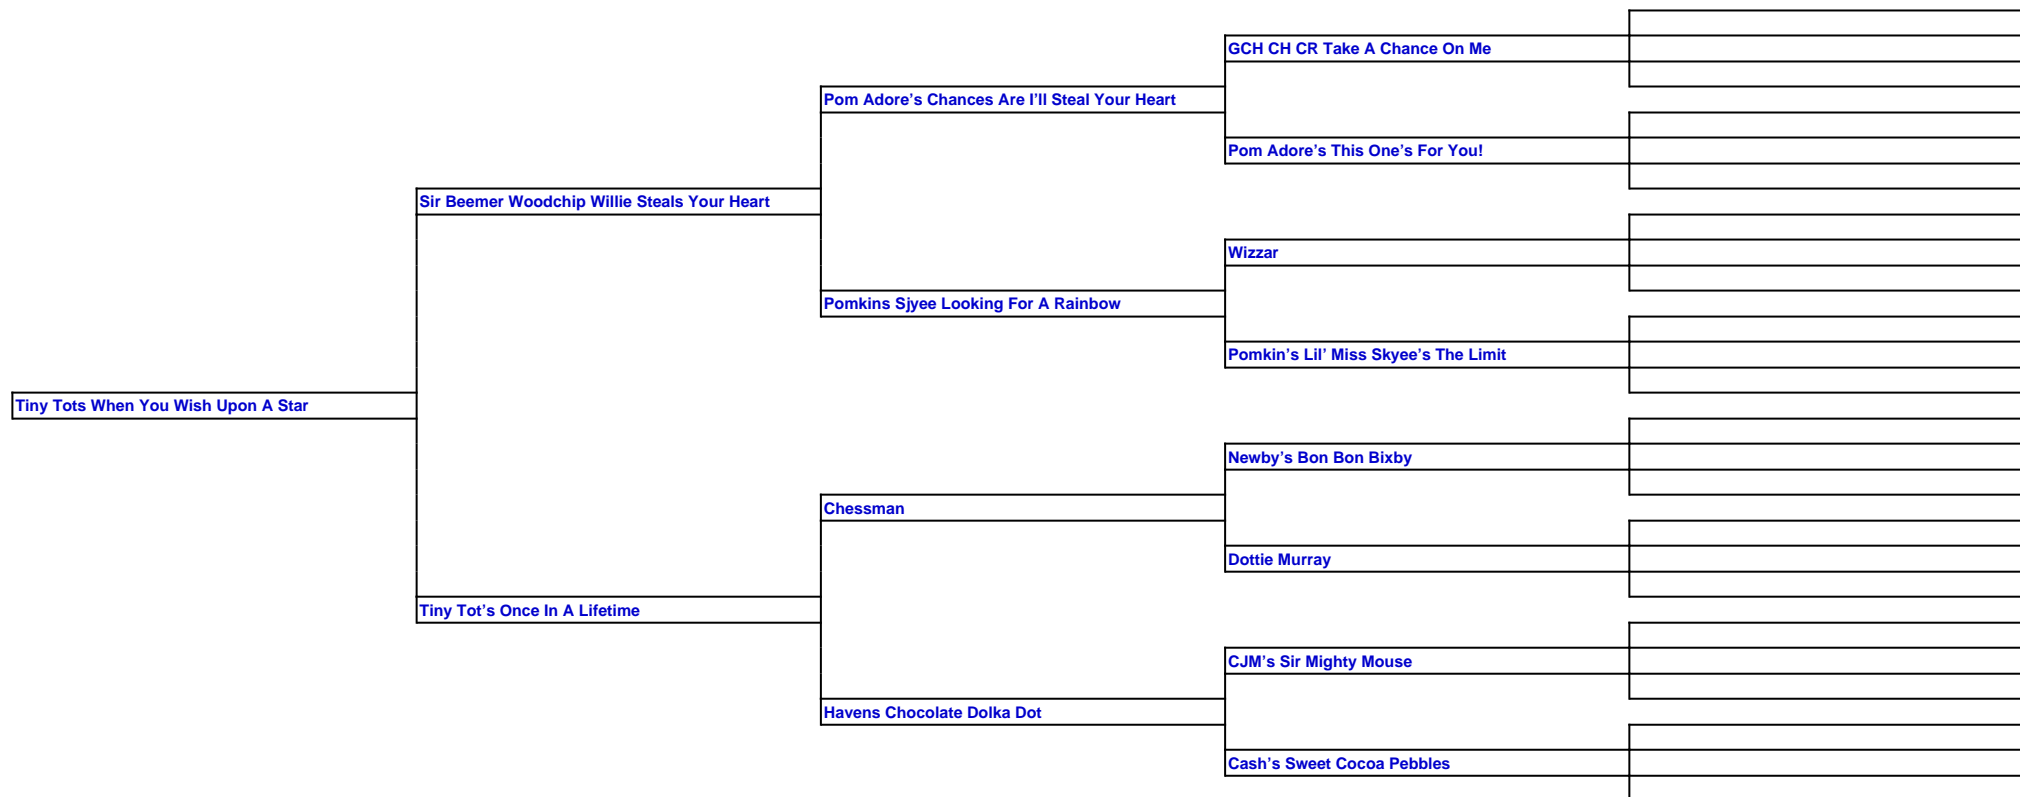 GCH CH CR Take A Chance On Me
Pom Adore’s Chances Are I’ll Steal Your Heart
Pom Adore’s This One’s For You!
Sir Beemer Woodchip Willie Steals Your Heart
Wizzar
Pomkins Sjyee Looking For A Rainbow
Pomkin’s Lil’ Miss Skyee’s The Limit
Tiny Tots When You Wish Upon A Star
Newby’s Bon Bon Bixby
Chessman
Dottie Murray
Tiny Tot’s Once In A Lifetime
CJM’s Sir Mighty Mouse
Havens Chocolate Dolka Dot
Cash’s Sweet Cocoa Pebbles